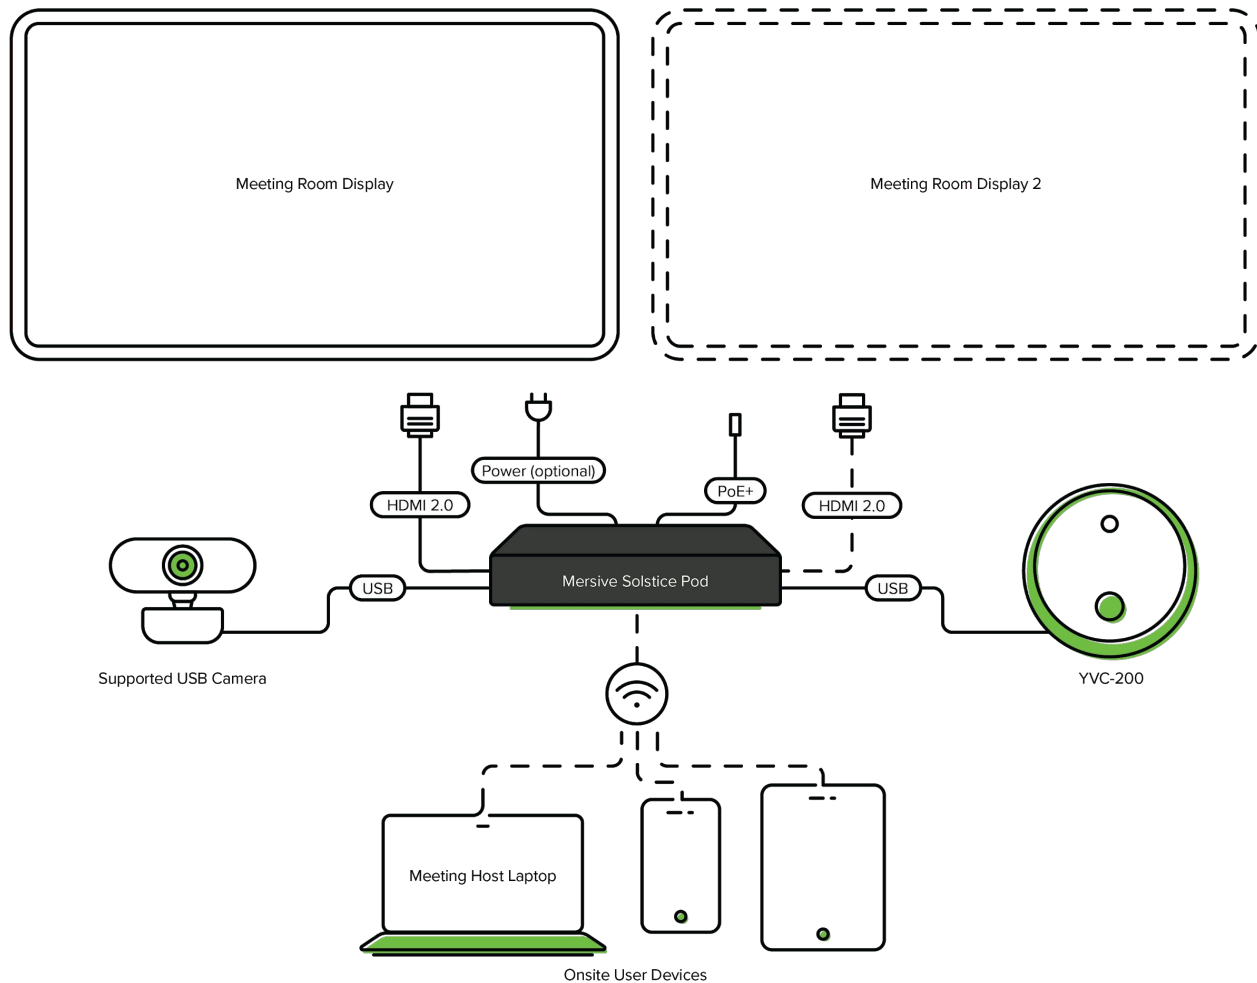 Meeting Room Display
Meeting Room Display 2
Power (optional)
PoE+
HDMI 2.0
HDMI 2.0
Mersive Solstice Pod
USB
USB
Supported USB Camera
YVC-200
Meeting Host Laptop
Onsite User Devices